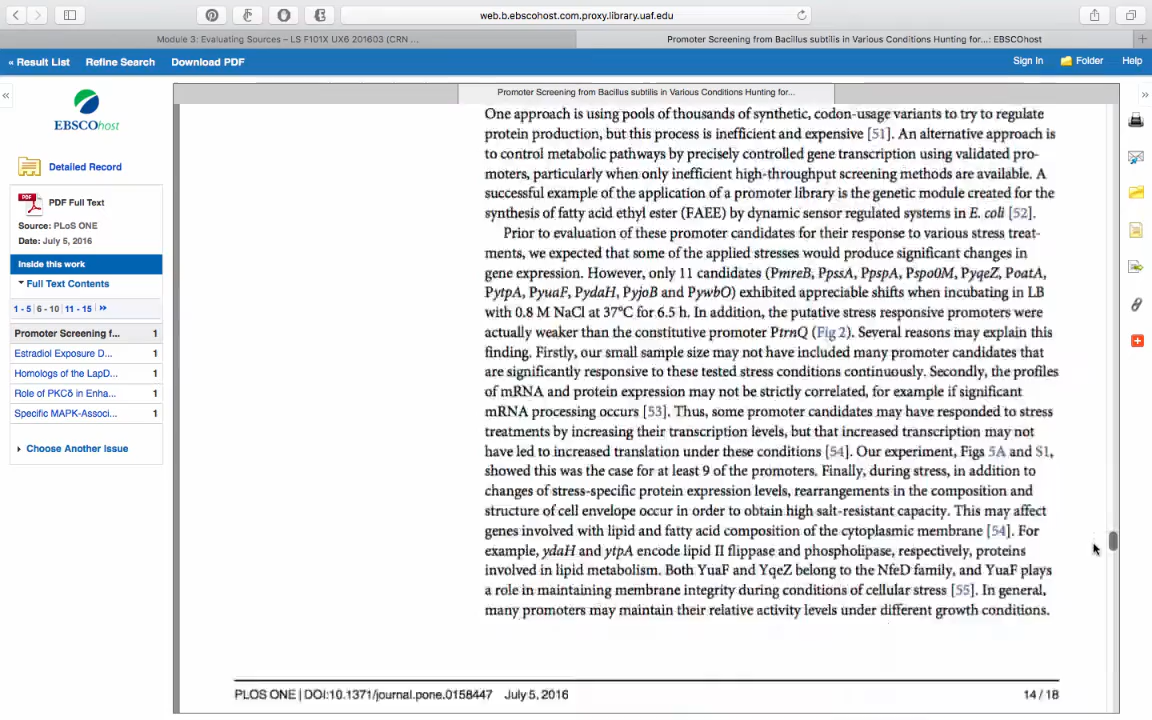 web.b.ebscohost.com.proxy.library.uaf.edu
Module 3: Evaluating Sources – LS F101X UX6 201603 (CRN ...
Promoter Screening from Bacillus subtilis in Various Conditions Hunting for...: EBSCOhost
« Result List Refine Search Download PDF
Sign In Folder Help
«
»
EBSCOhost
Detailed Record
PDF
PDF Full Text
Source: PLoS ONE
Date: July 5, 2016
Inside this work
Full Text Contents
1 - 5 | 6 - 10 | 11 - 15 |
Promoter Screening f... 1
Estradiol Exposure D... 1
Homologs of the LapD... 1
Role of PKCδ in Enha... 1
Specific MAPK-Associ... 1
Choose Another Issue
Promoter Screening from Bacillus subtilis in Various Conditions Hunting for...
One approach is using pools of thousands of synthetic, codon-usage variants to try to regulate
protein production, but this process is inefficient and expensive [51]. An alternative approach is
to control metabolic pathways by precisely controlled gene transcription using validated pro-
moters, particularly when only inefficient high-throughput screening methods are available. A
successful example of the application of a promoter library is the genetic module created for the
synthesis of fatty acid ethyl ester (FAEE) by dynamic sensor regulated systems in E. coli [52].
Prior to evaluation of these promoter candidates for their response to various stress treat-
ments, we expected that some of the applied stresses would produce significant changes in
gene expression. However, only 11 candidates (PmreB, PpssA, PpspA, Pspo0M, PyqeZ, PoatA,
PytpA, PyuaF, PydaH, PyjoB and PywbO) exhibited appreciable shifts when incubating in LB
with 0.8 M NaCl at 37°C for 6.5 h. In addition, the putative stress responsive promoters were
actually weaker than the constitutive promoter PtrnQ (Fig 2). Several reasons may explain this
finding. Firstly, our small sample size may not have included many promoter candidates that
are significantly responsive to these tested stress conditions continuously. Secondly, the profiles
of mRNA and protein expression may not be strictly correlated, for example if significant
mRNA processing occurs [53]. Thus, some promoter candidates may have responded to stress
treatments by increasing their transcription levels, but that increased transcription may not
have led to increased translation under these conditions [54]. Our experiment, Figs 5A and S1,
showed this was the case for at least 9 of the promoters. Finally, during stress, in addition to
changes of stress-specific protein expression levels, rearrangements in the composition and
structure of cell envelope occur in order to obtain high salt-resistant capacity. This may affect
genes involved with lipid and fatty acid composition of the cytoplasmic membrane [54]. For
example, ydaH and ytpA encode lipid II flippase and phospholipase, respectively, proteins
involved in lipid metabolism. Both YuaF and YqeZ belong to the NfeD family, and YuaF plays
a role in maintaining membrane integrity during conditions of cellular stress [55]. In general,
many promoters may maintain their relative activity levels under different growth conditions.
PLOS ONE | DOI:10.1371/journal.pone.0158447 July 5, 2016
14 / 18